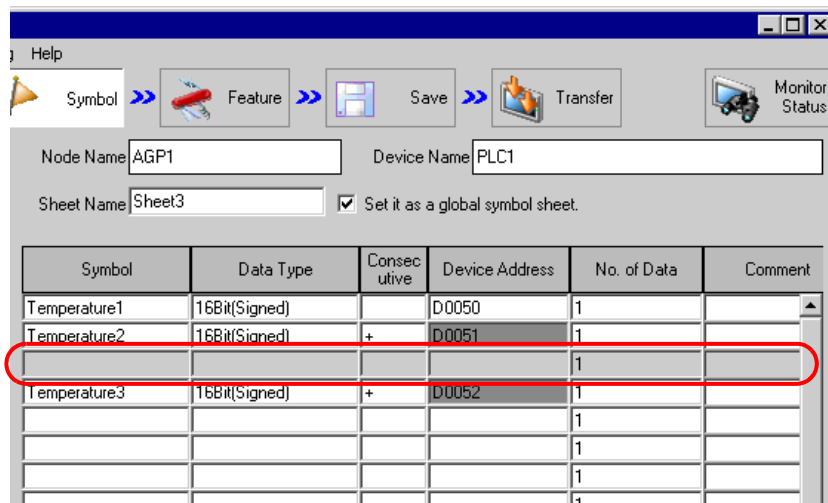 Help
Symbol Feature Save Transfer Monitor Status
Node Name AGP1 Device Name PLC1
Sheet Name Sheet3 Set it as a global symbol sheet.
Symbol Data Type Consecutive Device Address No. of Data Comment
Temperature1 16Bit(Signed) D0050 1
Temperature2 16Bit(Signed) + D0051 1
1
Temperature3 16Bit(Signed) + D0052 1
1
1
1